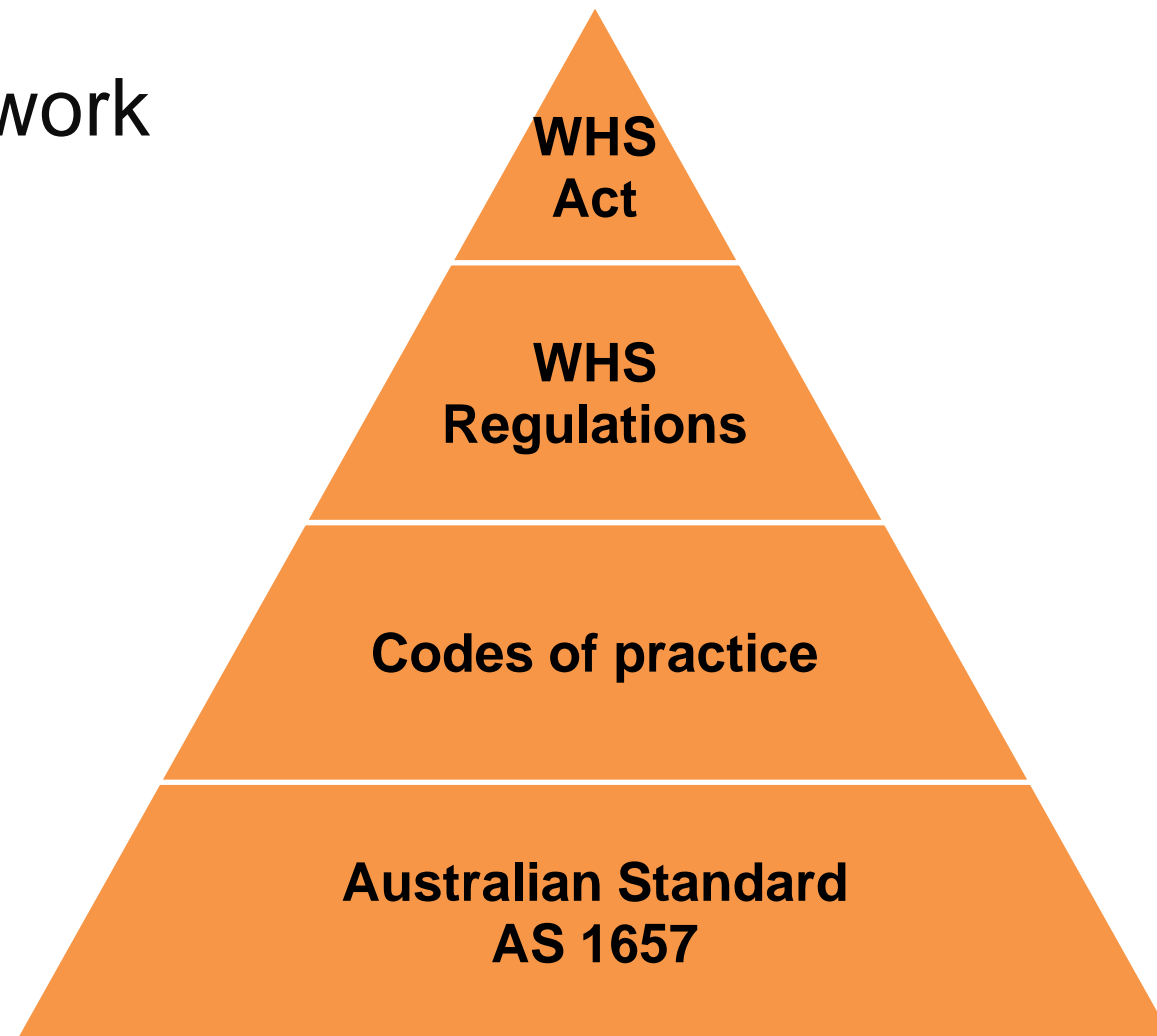 work
WHS
Act
WHS
Regulations
Codes of practice
Australian Standard
AS 1657